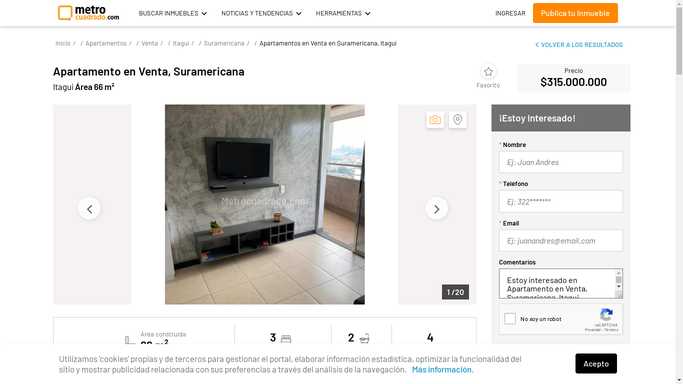 metro
cuadrado.com
BUSCAR INMUEBLES
NOTICIAS Y TENDENCIAS
HERRAMIENTAS
INGRESAR
Publica tu Inmueble
Inicio / / Apartamentos / / Venta / / Itagui / / Suramericana / / Apartamentos en Venta en Suramericana, Itagui
VOLVER A LOS RESULTADOS
Apartamento en Venta, Suramericana
Itagui Área 66 m²
Favorito
Precio
$315.000.000
Metrocuadrado.com
1 / 20
¡Estoy Interesado!
* Nombre
Ej: Juan Andres
* Teléfono
Ej: 322*******
* Email
Ej: juanandres@email.com
Comentarios
Estoy interesado en
Apartamento en Venta,
Suramericana, Itagui
No soy un robot
reCAPTCHA
Privacidad - Términos
Área construida
66 m²
3
2
4
Utilizamos 'cookies' propias y de terceros para gestionar el portal, elaborar información estadística, optimizar la funcionalidad del
sitio y mostrar publicidad relacionada con sus preferencias a través del análisis de la navegación. Más información.
Acepto